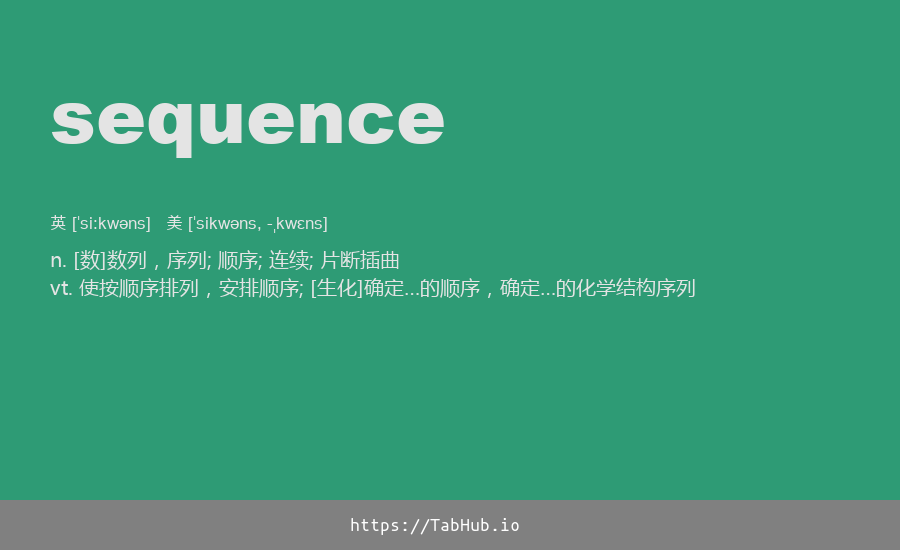 sequence
英 [ˈsiːkwəns] 美 [ˈsikwəns, -ˌkwɛns]
n. [数]数列，序列; 顺序; 连续; 片断插曲
vt. 使按顺序排列，安排顺序; [生化]确定...的顺序，确定...的化学结构序列
https://TabHub.io